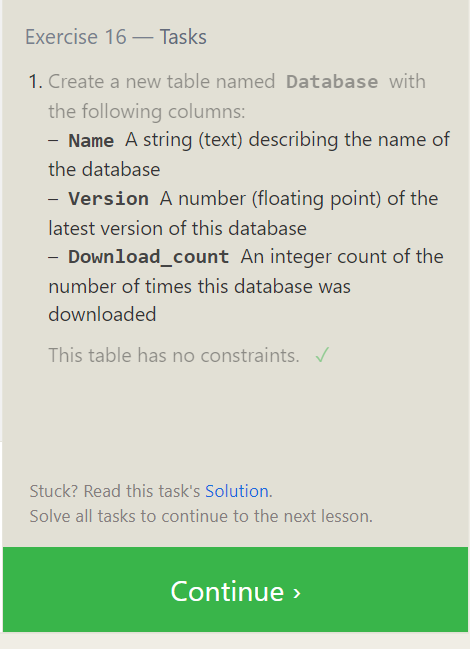 Exercise 16 — Tasks
1. Create a new table named Database with
the following columns:
– Name A string (text) describing the name of
the database
– Version A number (floating point) of the
latest version of this database
– Download_count An integer count of the
number of times this database was
downloaded
This table has no constraints. ✓
Stuck? Read this task's Solution.
Solve all tasks to continue to the next lesson.
Continue ›